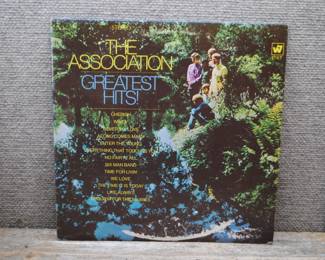 STEREO
THE
ASSOCIATION
GREATEST
HITS!
CHERISH
WINDY
NEVER MY LOVE
ALONG COMES MARY
ENTER THE YOUNG
EVERYTHING THAT TOUCHES YOU
NO FAIR AT ALL
SIX MAN BAND
TIME FOR LIVIN'
WE LOVE
THE TIME IT IS TODAY
LIKE ALWAYS
REQUIEM FOR THE MASSES